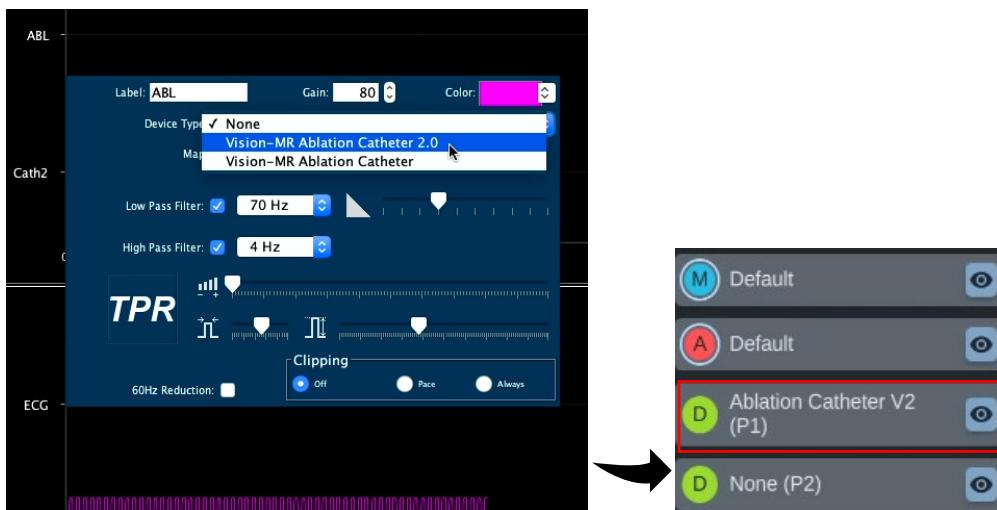 ABL
Label: ABL Gain: 80 Color:
Device Type ✓ None
Vision-MR Ablation Catheter 2.0
Map
Vision-MR Ablation Catheter
Cath2
Low Pass Filter: 70 Hz
High Pass Filter: 4 Hz
TPR
- +
Clipping
Off Pace Always
60Hz Reduction:
ECG
M Default
A Default
D Ablation Catheter V2
(P1)
D None (P2)